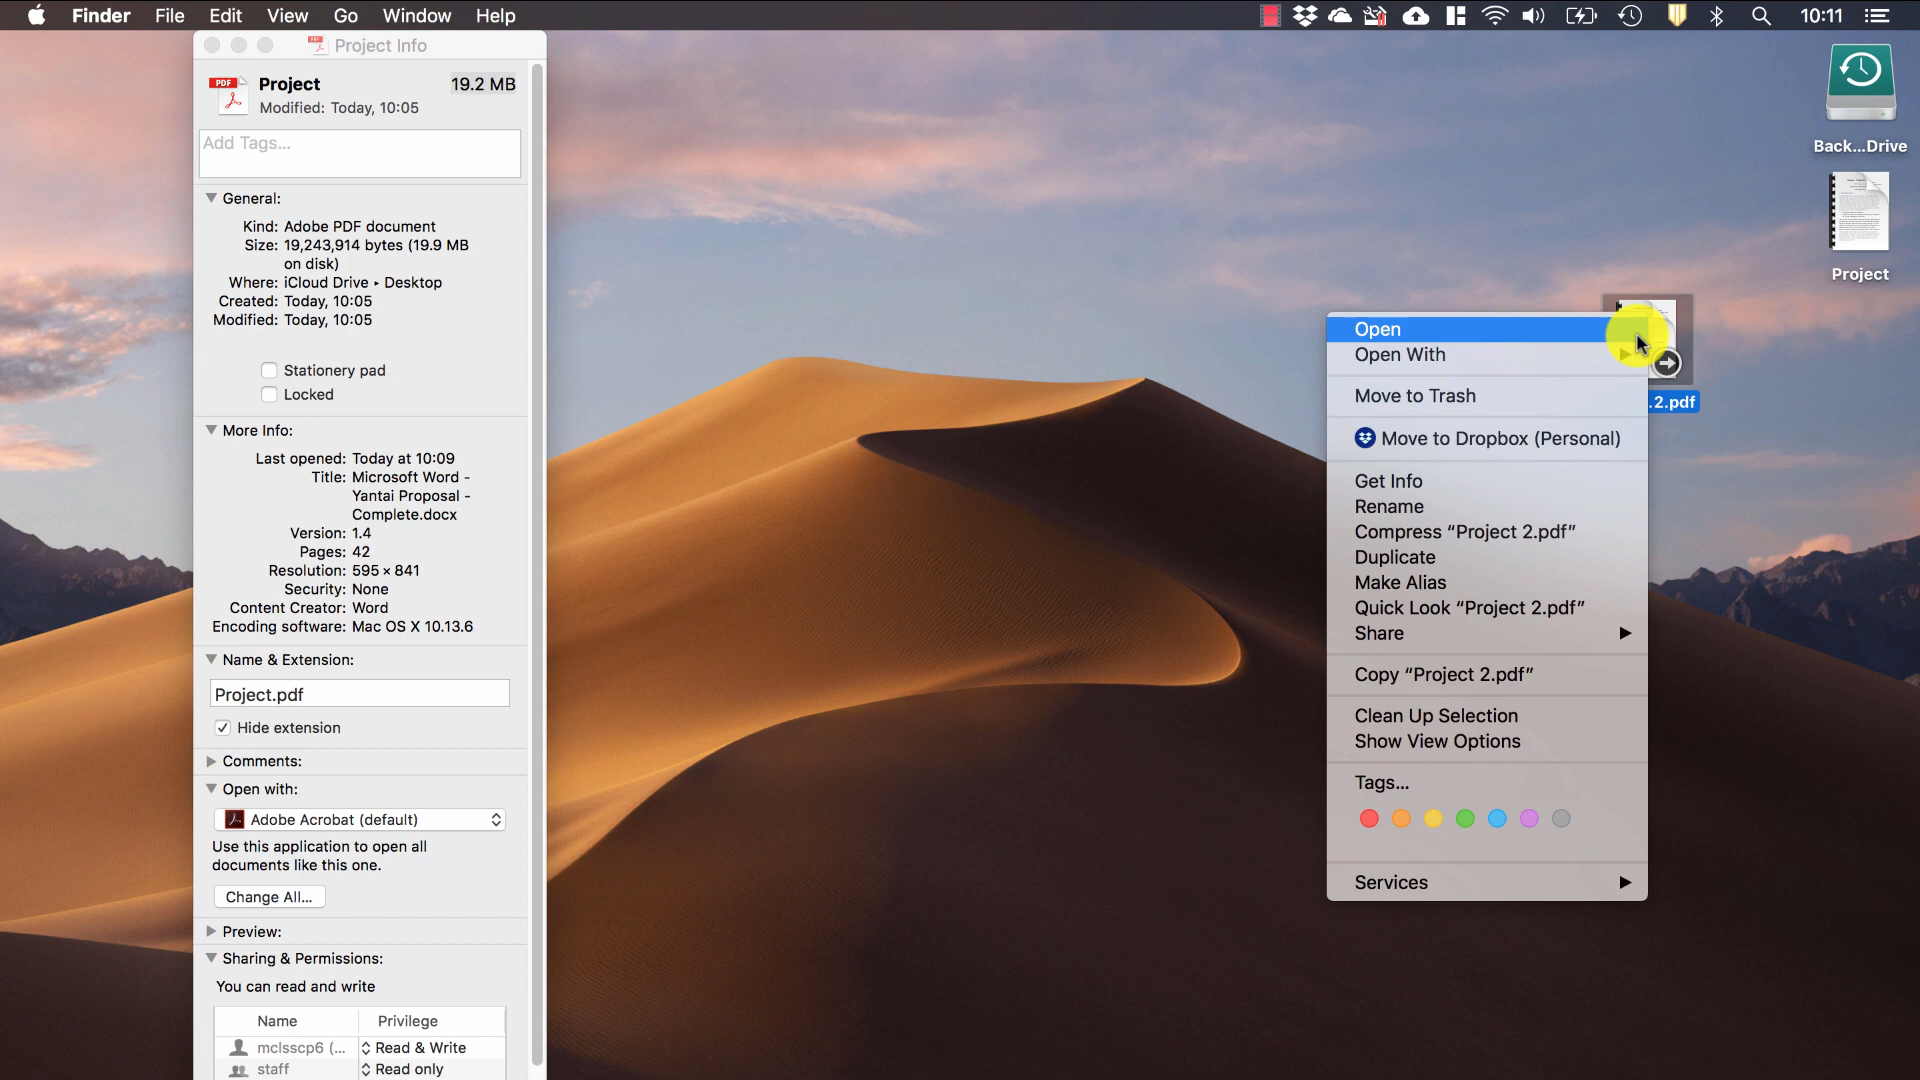 Finder File Edit View Go Window Help 10:11
Project Info
PDF Project 19.2 MB
Modified: Today, 10:05
Add Tags...
General:
Kind: Adobe PDF document
Size: 19,243,914 bytes (19.9 MB
on disk)
Where: iCloud Drive ▸ Desktop
Created: Today, 10:05
Modified: Today, 10:05
Stationery pad
Locked
More Info:
Last opened: Today at 10:09
Title: Microsoft Word -
Yantai Proposal -
Complete.docx
Version: 1.4
Pages: 42
Resolution: 595 × 841
Security: None
Content Creator: Word
Encoding software: Mac OS X 10.13.6
Name & Extension:
Project.pdf
Hide extension
Comments:
Open with:
Adobe Acrobat (default)
Use this application to open all
documents like this one.
Change All...
Preview:
Sharing & Permissions:
You can read and write
Name Privilege
mclsscp6 (... Read & Write
staff Read only
Back...Drive
Project
.2.pdf
Open
Open With
Move to Trash
Move to Dropbox (Personal)
Get Info
Rename
Compress “Project 2.pdf”
Duplicate
Make Alias
Quick Look “Project 2.pdf”
Share
Copy “Project 2.pdf”
Clean Up Selection
Show View Options
Tags...
Services